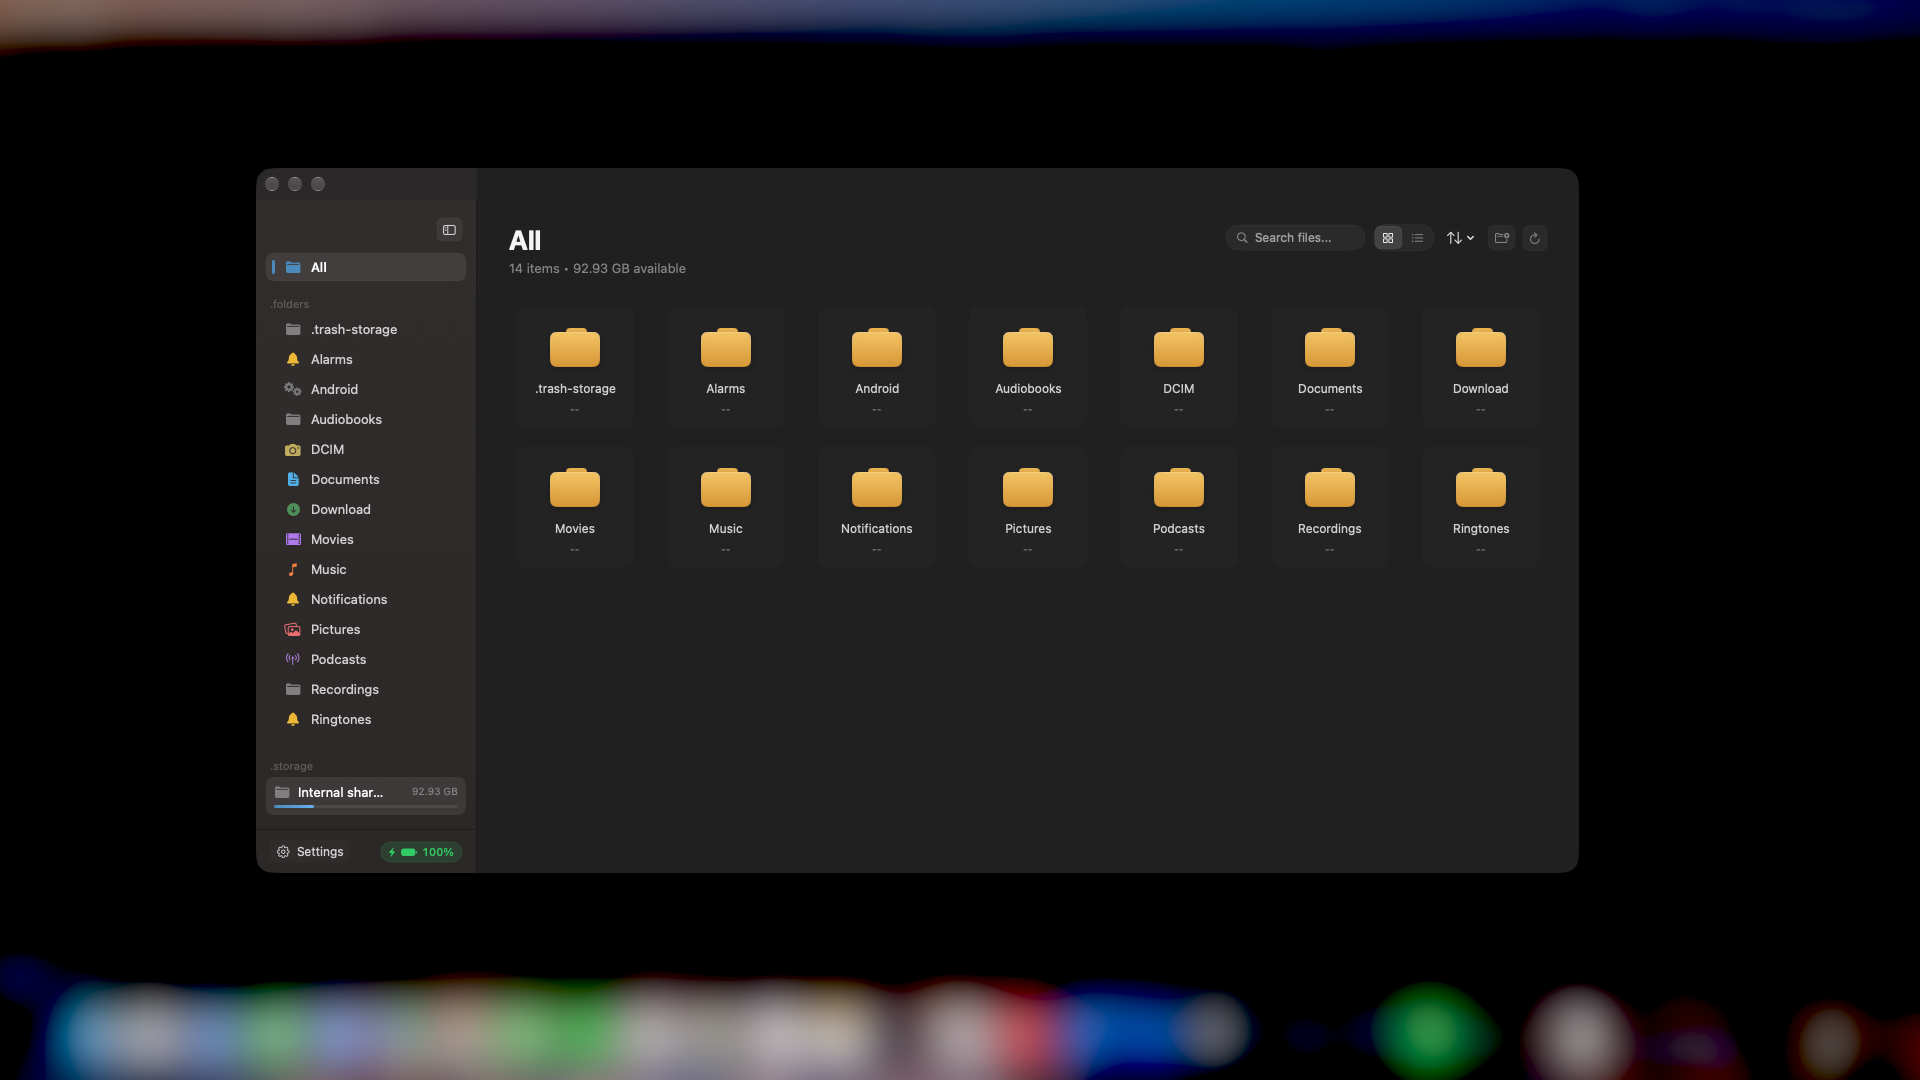 All
.folders
.trash-storage
Alarms
Android
Audiobooks
DCIM
Documents
Download
Movies
Music
Notifications
Pictures
Podcasts
Recordings
Ringtones
.storage
Internal shar... 92.93 GB
Settings 100%
All
14 items • 92.93 GB available
Search files...
.trash-storage Alarms Android Audiobooks DCIM Documents Download
-- -- -- -- -- -- --
Movies Music Notifications Pictures Podcasts Recordings Ringtones
-- -- -- -- -- -- --